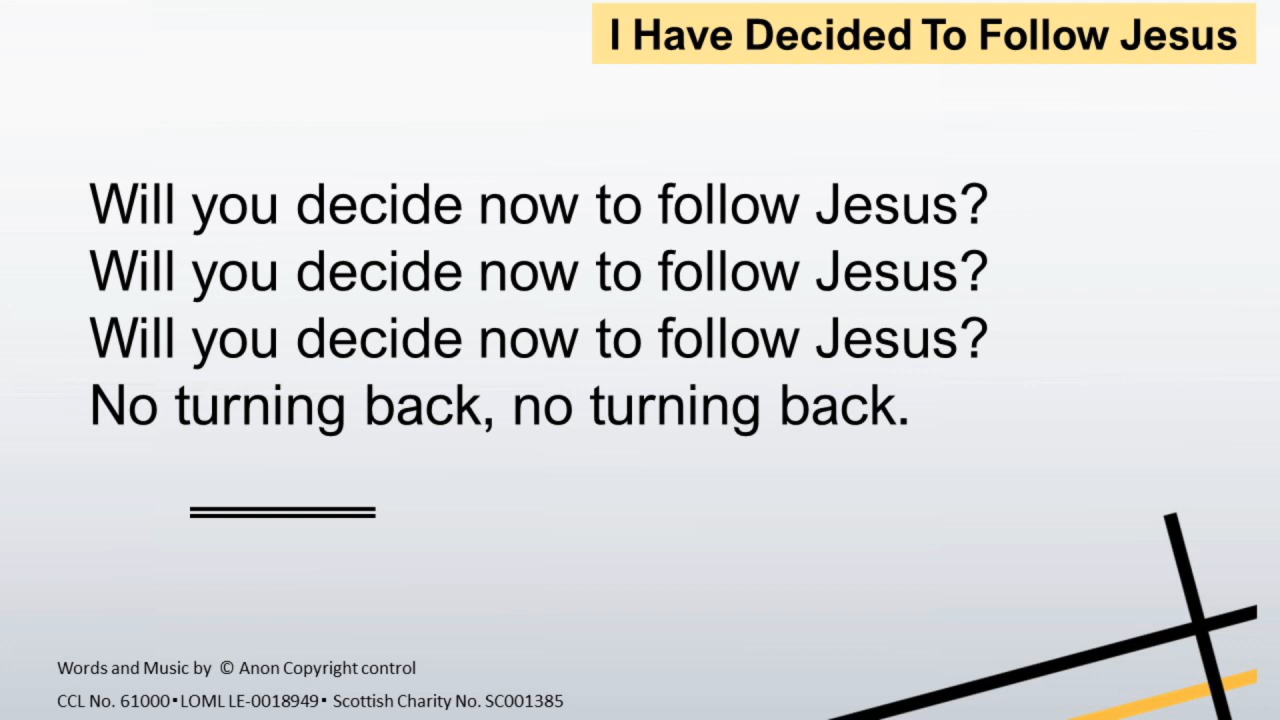 I Have Decided To Follow Jesus
Will you decide now to follow Jesus?
Will you decide now to follow Jesus?
Will you decide now to follow Jesus?
No turning back, no turning back.
Words and Music by © Anon Copyright control
CCL No. 61000▪LOML LE-0018949▪ Scottish Charity No. SC001385